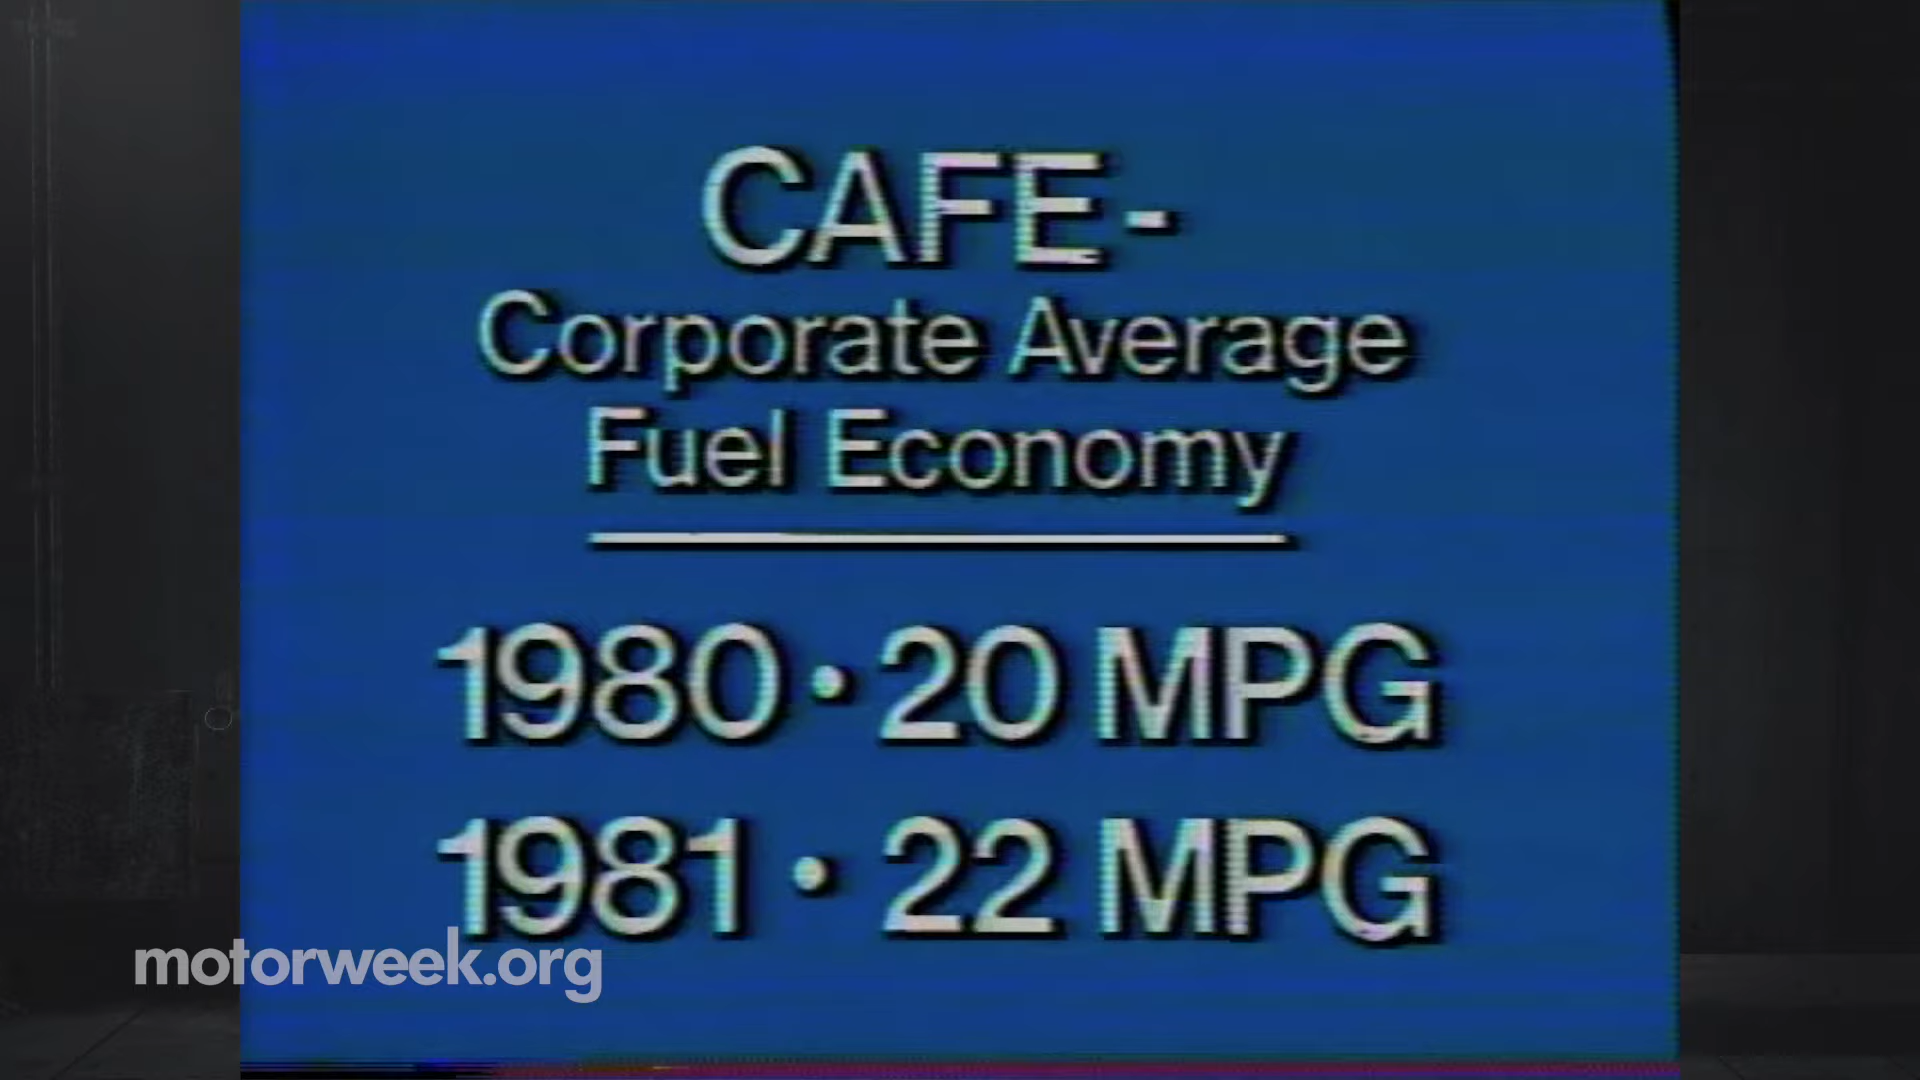 CAFE -
Corporate Average
Fuel Economy
1980 • 20 MPG
1981 • 22 MPG
motorweek.org